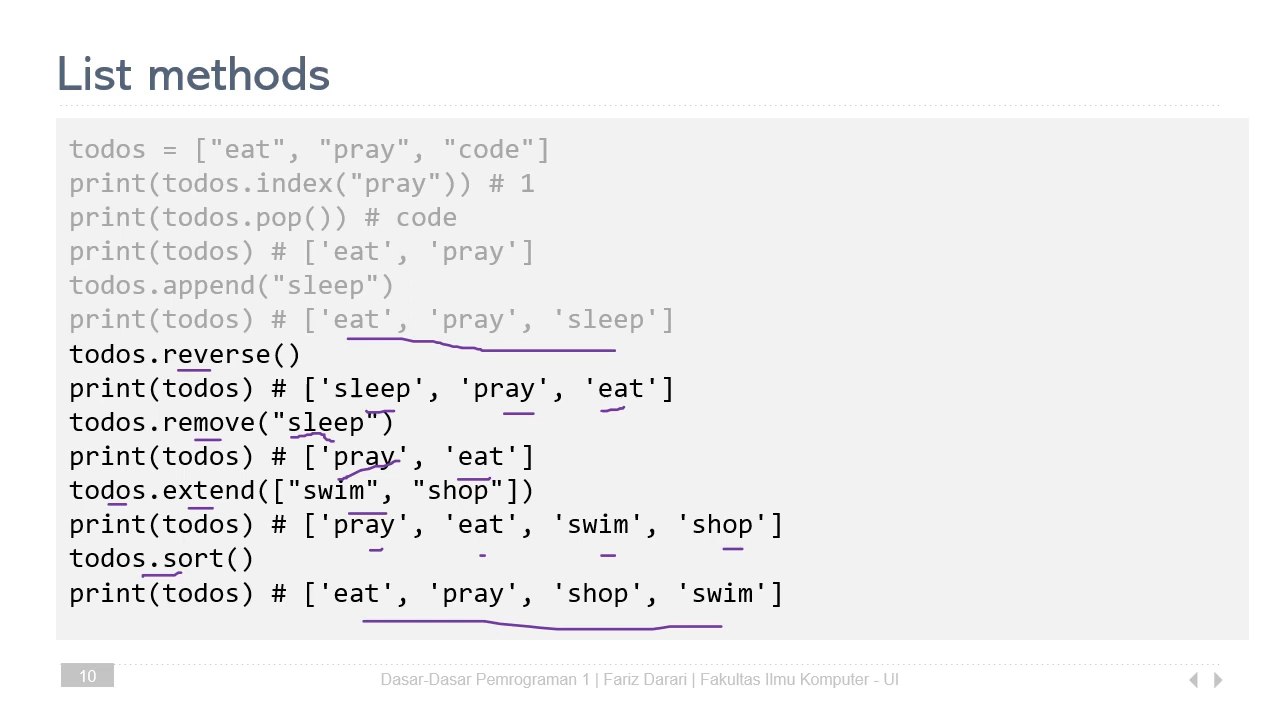 List methods
todos = ["eat", "pray", "code"]
print(todos.index("pray")) # 1
print(todos.pop()) # code
print(todos) # ['eat', 'pray']
todos.append("sleep")
print(todos) # ['eat', 'pray', 'sleep']
todos.reverse()
print(todos) # ['sleep', 'pray', 'eat']
todos.remove("sleep")
print(todos) # ['pray', 'eat']
todos.extend(["swim", "shop"])
print(todos) # ['pray', 'eat', 'swim', 'shop']
todos.sort()
print(todos) # ['eat', 'pray', 'shop', 'swim']
10
Dasar-Dasar Pemrograman 1 | Fariz Darari | Fakultas Ilmu Komputer - UI